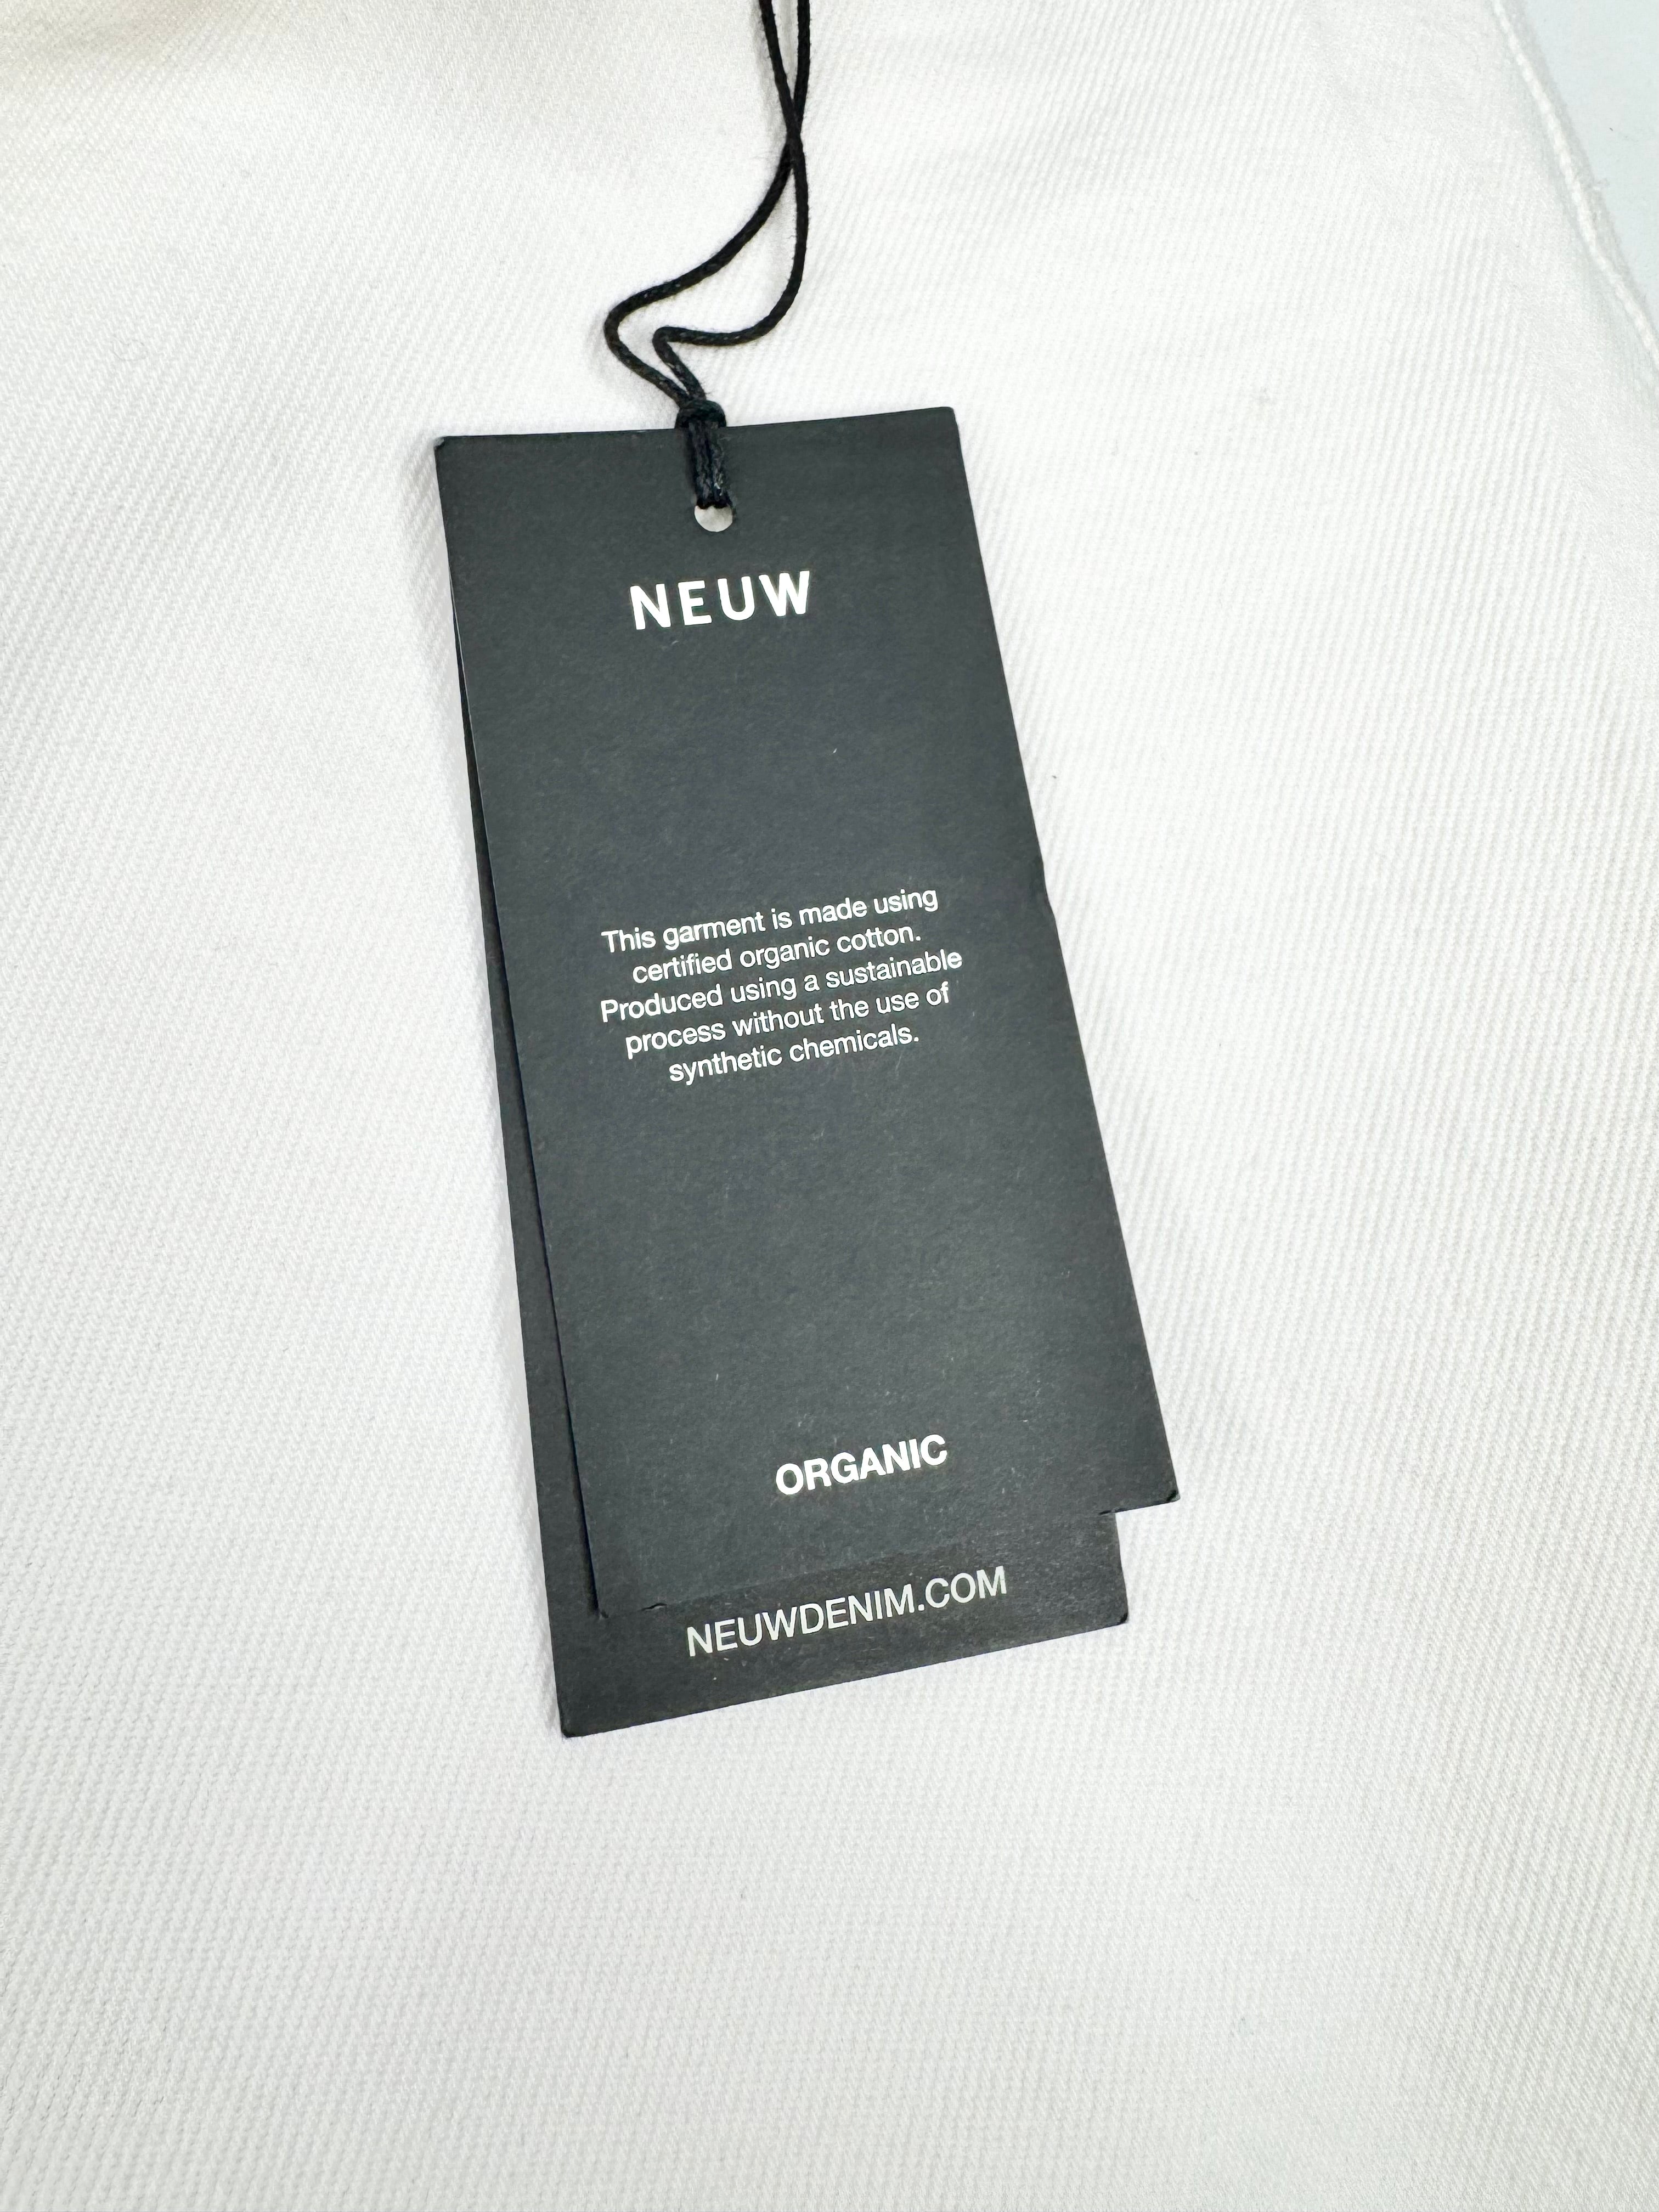 NEUW
This garment is made using
certified organic cotton.
Produced using a sustainable
process without the use of
synthetic chemicals.
ORGANIC
NEUWDENIM.COM